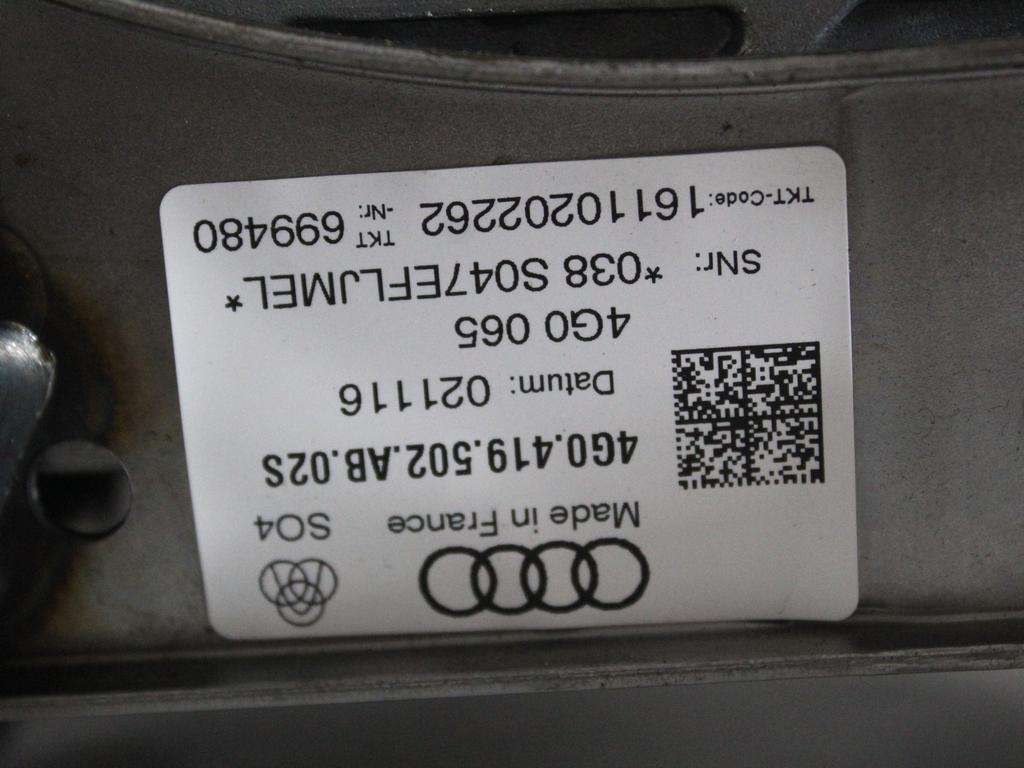 Made in France SO4
4G0.419.502.AB.02S
Datum: 021116
4G0 065
SNr: *038 S047EFLJMEL*
TKT-Code: 16110202262 TKT-Nr: 699480